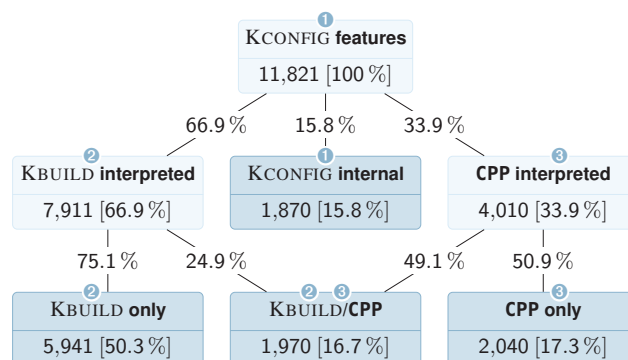 1
KCONFIG features
11,821 [100 %]
66.9 %
15.8 %
33.9 %
2
KBUILD interpreted
7,911 [66.9 %]
1
KCONFIG internal
1,870 [15.8 %]
3
CPP interpreted
4,010 [33.9 %]
75.1 %
24.9 %
49.1 %
50.9 %
2
KBUILD only
5,941 [50.3 %]
2 3
KBUILD/CPP
1,970 [16.7 %]
3
CPP only
2,040 [17.3 %]